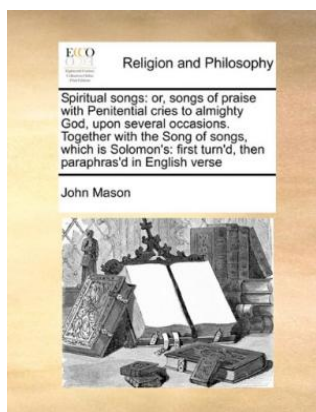 ECCO
Religion and Philosophy
Spiritual songs: or, songs of praise
with Penitential cries to almighty
God, upon several occasions.
Together with the Song of songs,
which is Solomon's: first turn'd, then
paraphras'd in English verse
John Mason